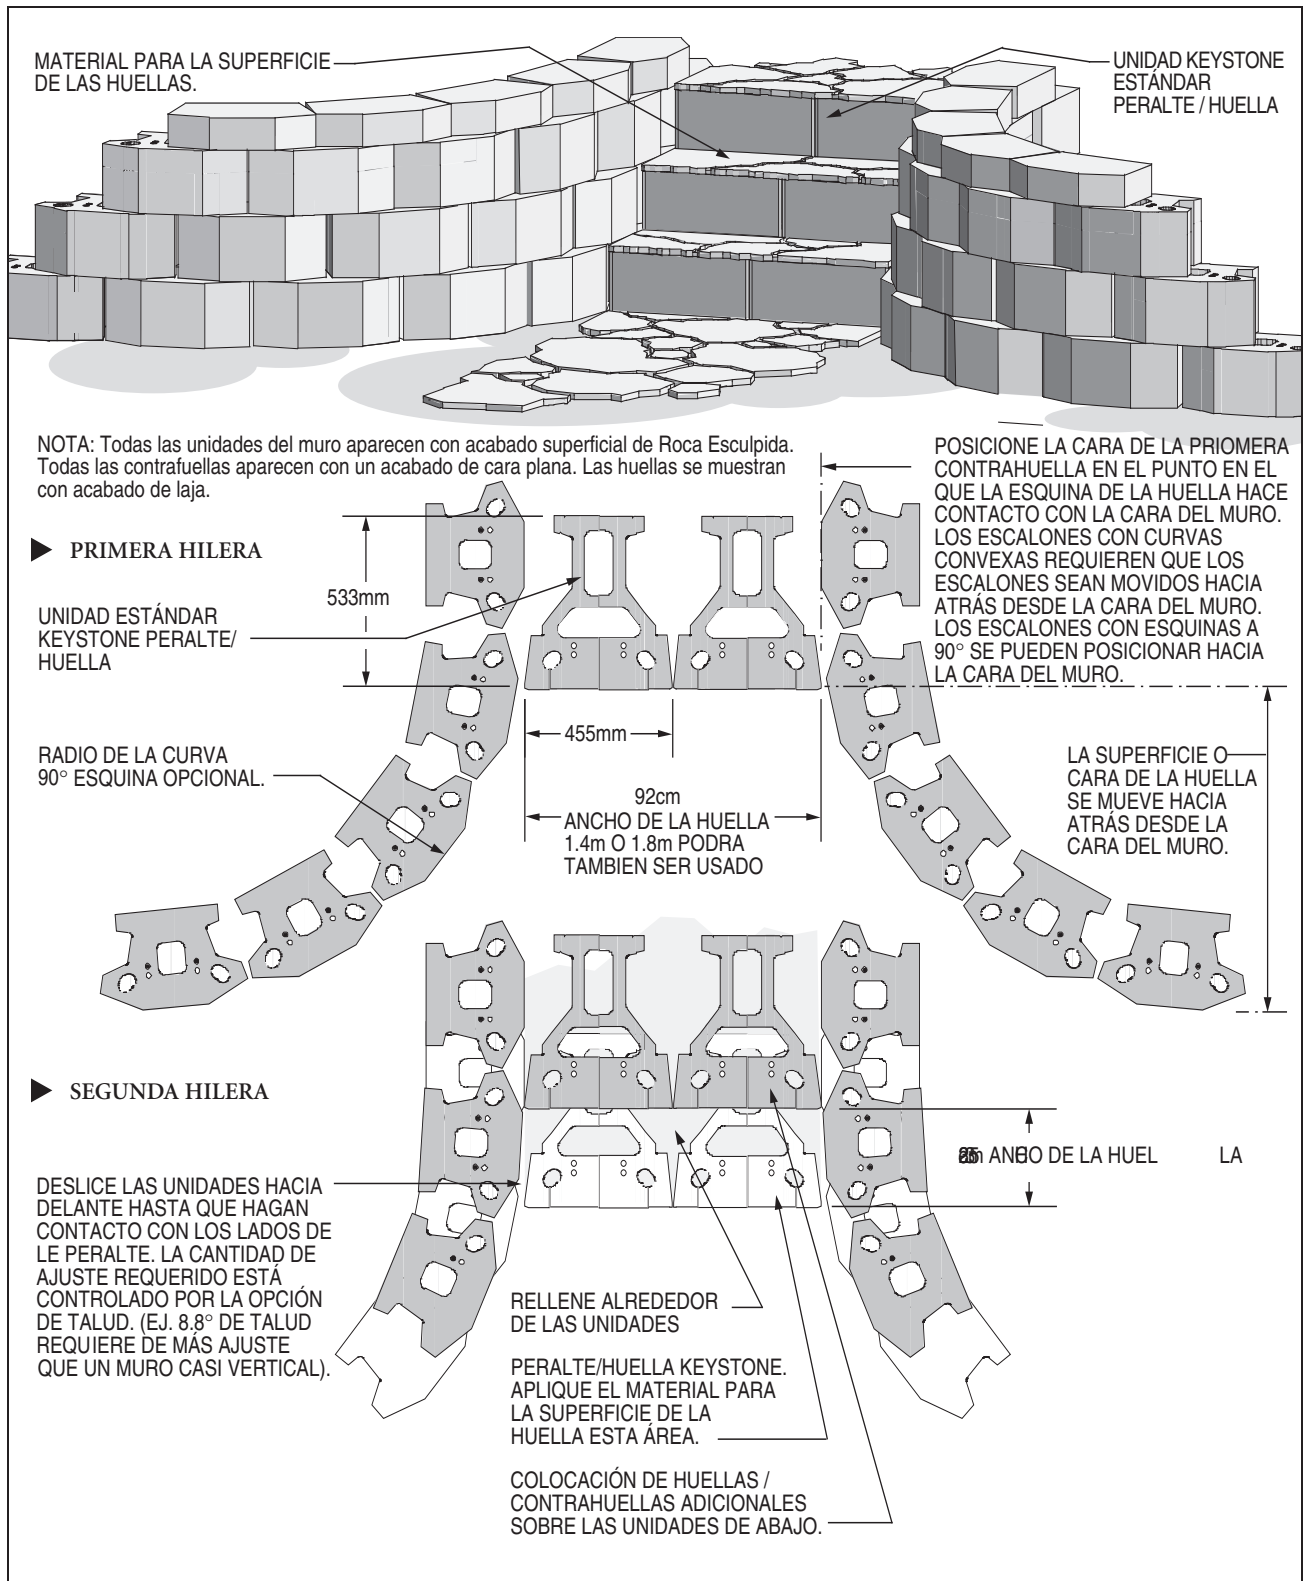 MATERIAL PARA LA SUPERFICIE
DE LAS HUELLAS.
UNIDAD KEYSTONE
ESTÁNDAR
PERALTE / HUELLA
NOTA: Todas las unidades del muro aparecen con acabado superficial de Roca Esculpida.
Todas las contrafuellas aparecen con un acabado de cara plana. Las huellas se muestran
con acabado de laja.
POSICIONE LA CARA DE LA PRIOMERA
CONTRAHUELLA EN EL PUNTO EN EL
QUE LA ESQUINA DE LA HUELLA HACE
CONTACTO CON LA CARA DEL MURO.
LOS ESCALONES CON CURVAS
CONVEXAS REQUIEREN QUE LOS
ESCALONES SEAN MOVIDOS HACIA
ATRÁS DESDE LA CARA DEL MURO.
LOS ESCALONES CON ESQUINAS A
90° SE PUEDEN POSICIONAR HACIA
LA CARA DEL MURO.
PRIMERA HILERA
533mm
UNIDAD ESTÁNDAR
KEYSTONE PERALTE/
HUELLA
455mm
RADIO DE LA CURVA
90° ESQUINA OPCIONAL.
92cm
ANCHO DE LA HUELLA
1.4m O 1.8m PODRA
TAMBIEN SER USADO
LA SUPERFICIE O
CARA DE LA HUELLA
SE MUEVE HACIA
ATRÁS DESDE LA
CARA DEL MURO.
SEGUNDA HILERA
DE LA HUEL LA
DESLICE LAS UNIDADES HACIA
DELANTE HASTA QUE HAGAN
CONTACTO CON LOS LADOS DE
LE PERALTE. LA CANTIDAD DE
AJUSTE REQUERIDO ESTÁ
CONTROLADO POR LA OPCIÓN
DE TALUD. (EJ. 8.8° DE TALUD
REQUIERE DE MÁS AJUSTE
QUE UN MURO CASI VERTICAL).
RELLENE ALREDEDOR
DE LAS UNIDADES
PERALTE/HUELLA KEYSTONE.
APLIQUE EL MATERIAL PARA
LA SUPERFICIE DE LA
HUELLA ESTA ÁREA.
COLOCACIÓN DE HUELLAS /
CONTRAHUELLAS ADICIONALES
SOBRE LAS UNIDADES DE ABAJO.